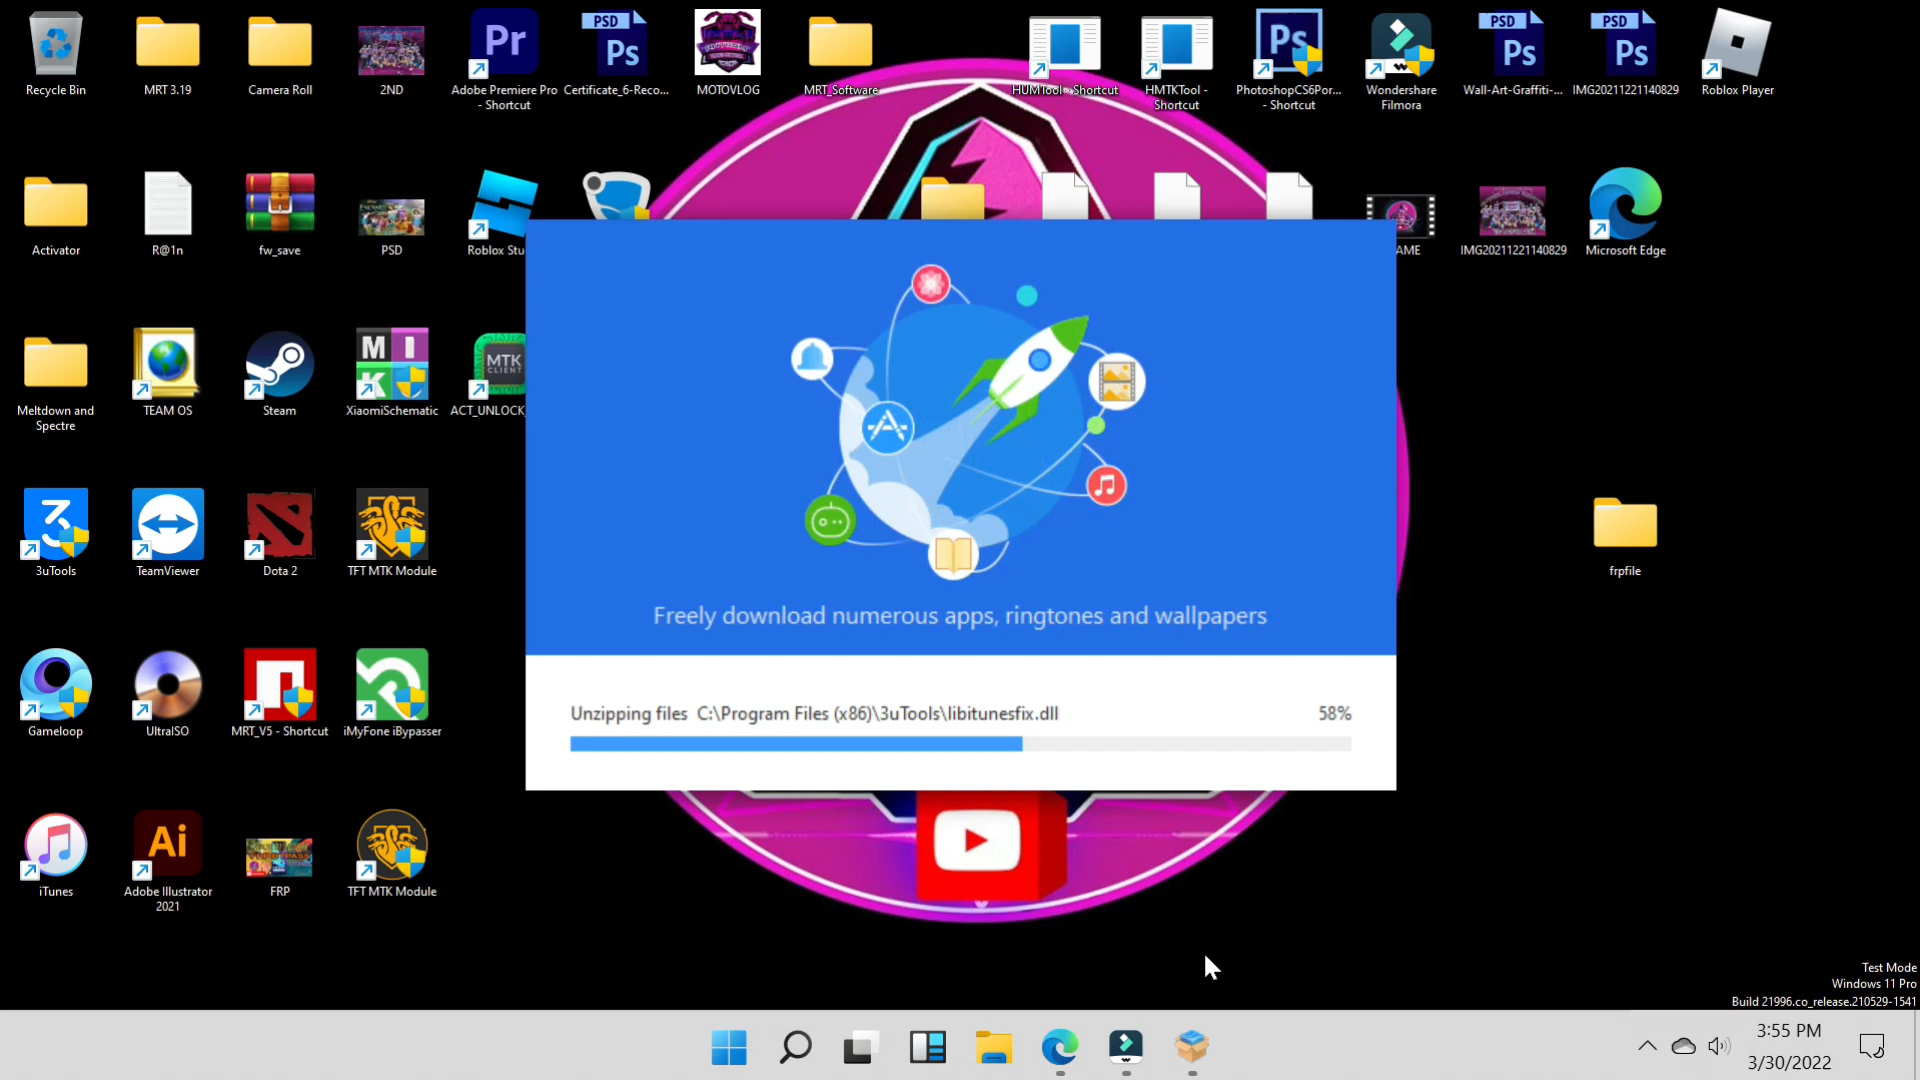 Recycle Bin
MRT 3.19
Camera Roll
2ND
Pr
Adobe Premiere Pro
- Shortcut
PSD
Ps
Certificate_6-Reco...
MOTOVLOG
MRT_Software
HUMTool - Shortcut
HMTKTool -
Shortcut
Ps
PhotoshopCS6Por...
- Shortcut
Wondershare
Filmora
PSD
Ps
Wall-Art-Graffiti-...
PSD
Ps
IMG20211221140829
Roblox Player
Activator
R@1n
fw_save
PSD
Roblox Stu
AME
IMG20211221140829
Microsoft Edge
Meltdown and
Spectre
TEAM OS
Steam
M I
K
XiaomiSchematic
MTK
CLIENT
ACT_UNLOCK_
3uTools
TeamViewer
Dota 2
TFT MTK Module
frpfile
Gameloop
UltraISO
MRT_V5 - Shortcut
iMyFone iBypasser
iTunes
Ai
Adobe Illustrator
2021
FRP
TFT MTK Module
Freely download numerous apps, ringtones and wallpapers
Unzipping files C:\Program Files (x86)\3uTools\libitunesfix.dll
58%
Test Mode
Windows 11 Pro
Build 21996.co_release.210529-1541
3:55 PM
3/30/2022